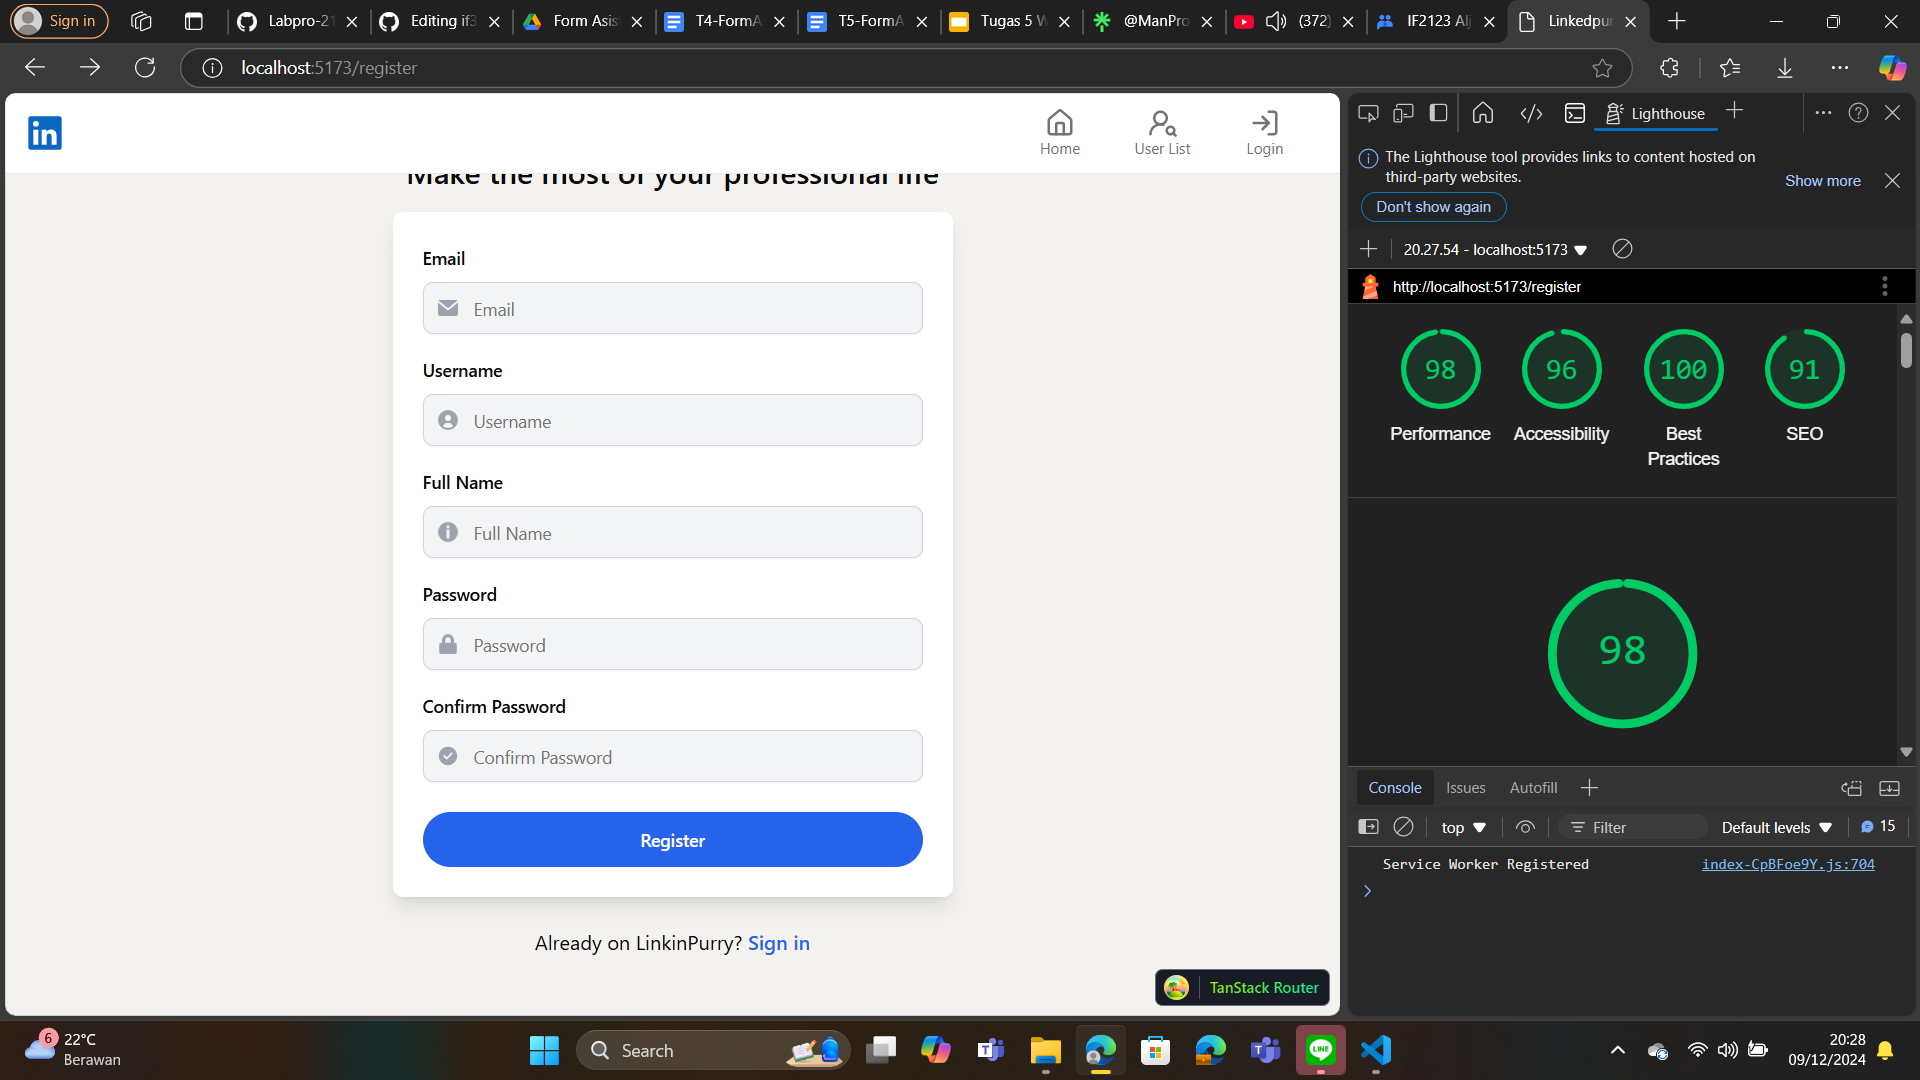 Sign in
Labpro-21
Editing if3
Form Asis
T4-FormA
T5-FormA
Tugas 5 W
@ManPro
(372)
IF2123 Alj
Linkedpur
localhost:5173/register
in
Home
User List
Login
Make the most of your professional life
Email
Email
Username
Username
Full Name
Full Name
Password
Password
Confirm Password
Confirm Password
Register
Already on LinkinPurry? Sign in
TanStack Router
Lighthouse
The Lighthouse tool provides links to content hosted on
third-party websites.
Show more
Don't show again
20.27.54 - localhost:5173
http://localhost:5173/register
98
96
100
91
Performance
Accessibility
Best
Practices
SEO
98
Console
Issues
Autofill
top
Filter
Default levels
15
Service Worker Registered
index-CpBFoe9Y.js:704
6
22°C
Berawan
Search
LINE
20:28
09/12/2024